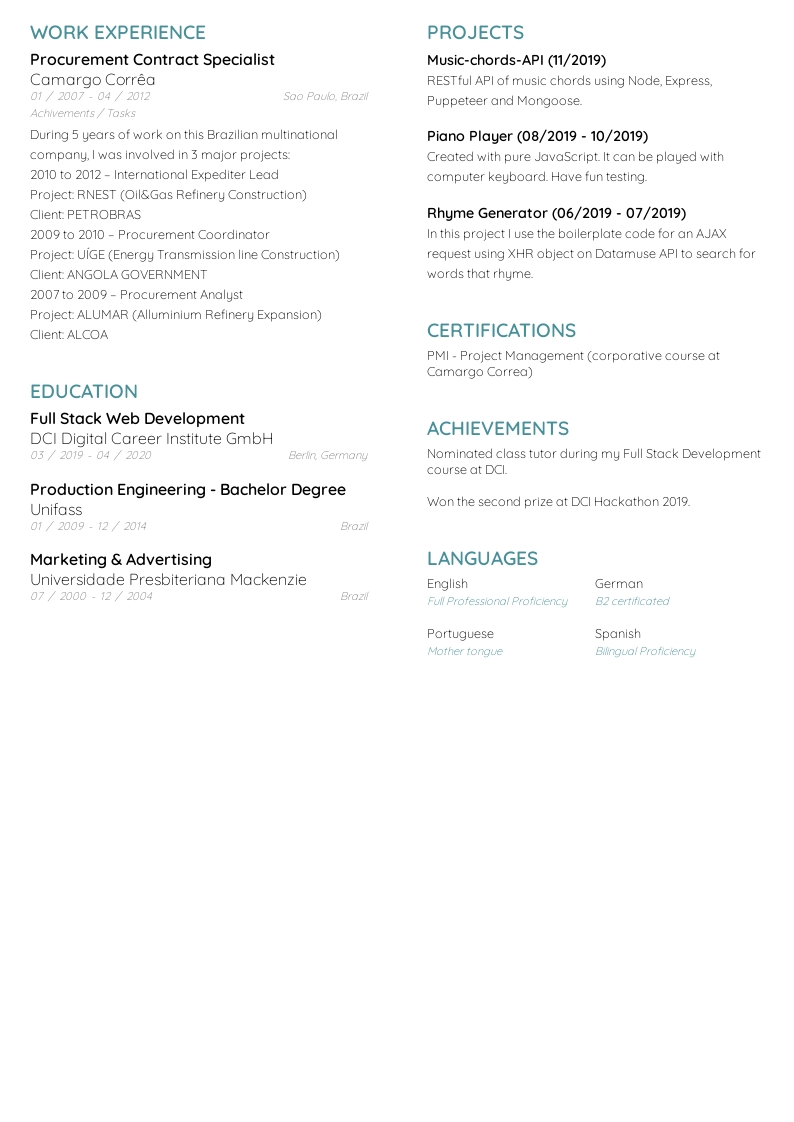 WORK EXPERIENCE
Procurement Contract Specialist
Camargo Corrêa
01 / 2007 - 04 / 2012 Sao Paulo, Brazil
Achivements / Tasks
During 5 years of work on this Brazilian multinational
company, I was involved in 3 major projects:
2010 to 2012 – International Expediter Lead
Project: RNEST (Oil&Gas Refinery Construction)
Client: PETROBRAS
2009 to 2010 – Procurement Coordinator
Project: UÍGE (Energy Transmission line Construction)
Client: ANGOLA GOVERNMENT
2007 to 2009 – Procurement Analyst
Project: ALUMAR (Alluminium Refinery Expansion)
Client: ALCOA
EDUCATION
Full Stack Web Development
DCI Digital Career Institute GmbH
03 / 2019 - 04 / 2020 Berlin, Germany
Production Engineering - Bachelor Degree
Unifass
01 / 2009 - 12 / 2014 Brazil
Marketing & Advertising
Universidade Presbiteriana Mackenzie
07 / 2000 - 12 / 2004 Brazil
PROJECTS
Music-chords-API (11/2019)
RESTful API of music chords using Node, Express,
Puppeteer and Mongoose.
Piano Player (08/2019 - 10/2019)
Created with pure JavaScript. It can be played with
computer keyboard. Have fun testing.
Rhyme Generator (06/2019 - 07/2019)
In this project I use the boilerplate code for an AJAX
request using XHR object on Datamuse API to search for
words that rhyme.
CERTIFICATIONS
PMI - Project Management (corporative course at
Camargo Correa)
ACHIEVEMENTS
Nominated class tutor during my Full Stack Development
course at DCI.
Won the second prize at DCI Hackathon 2019.
LANGUAGES
English German
Full Professional Proficiency B2 certificated
Portuguese Spanish
Mother tongue Bilingual Proficiency